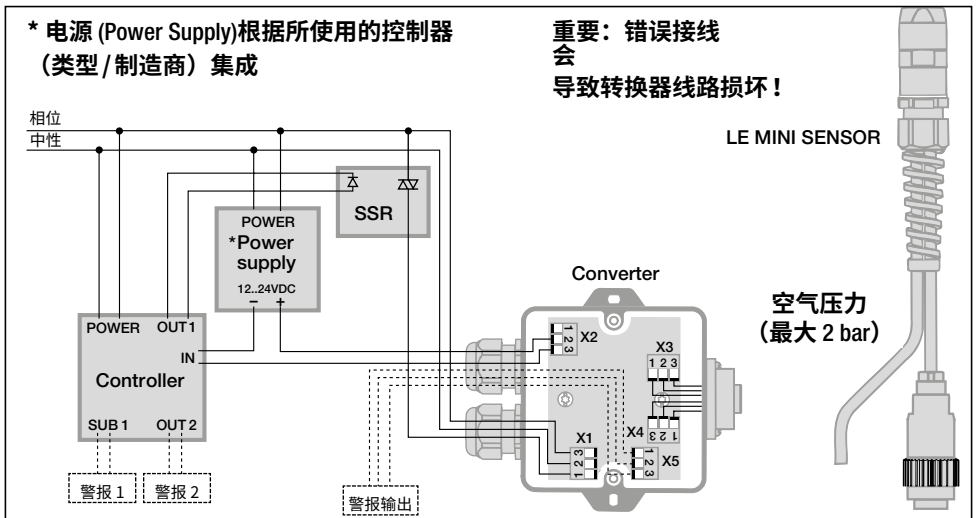 * 电源 (Power Supply)根据所使用的控制器
（类型 / 制造商）集成
重要：错误接线
会
导致转换器线路损坏！
相位
中性
LE MINI SENSOR
SSR
POWER
*Power
supply
12..24VDC
− +
Converter
空气压力
（最大 2 bar）
POWER OUT1
IN
Controller
SUB 1 OUT 2
1 2 3
X2
X3
1 2 3
X4
3 2 1
X1
3 2 1
X5
1 2 3
警报 1
警报 2
警报输出